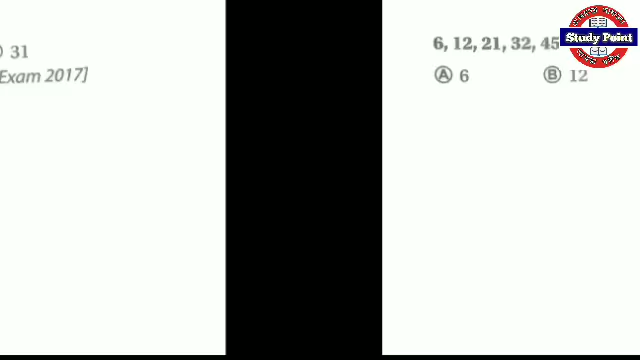 31
Exam 2017]
6, 12, 21, 32, 45
Ⓐ 6 Ⓑ 12
Study Point